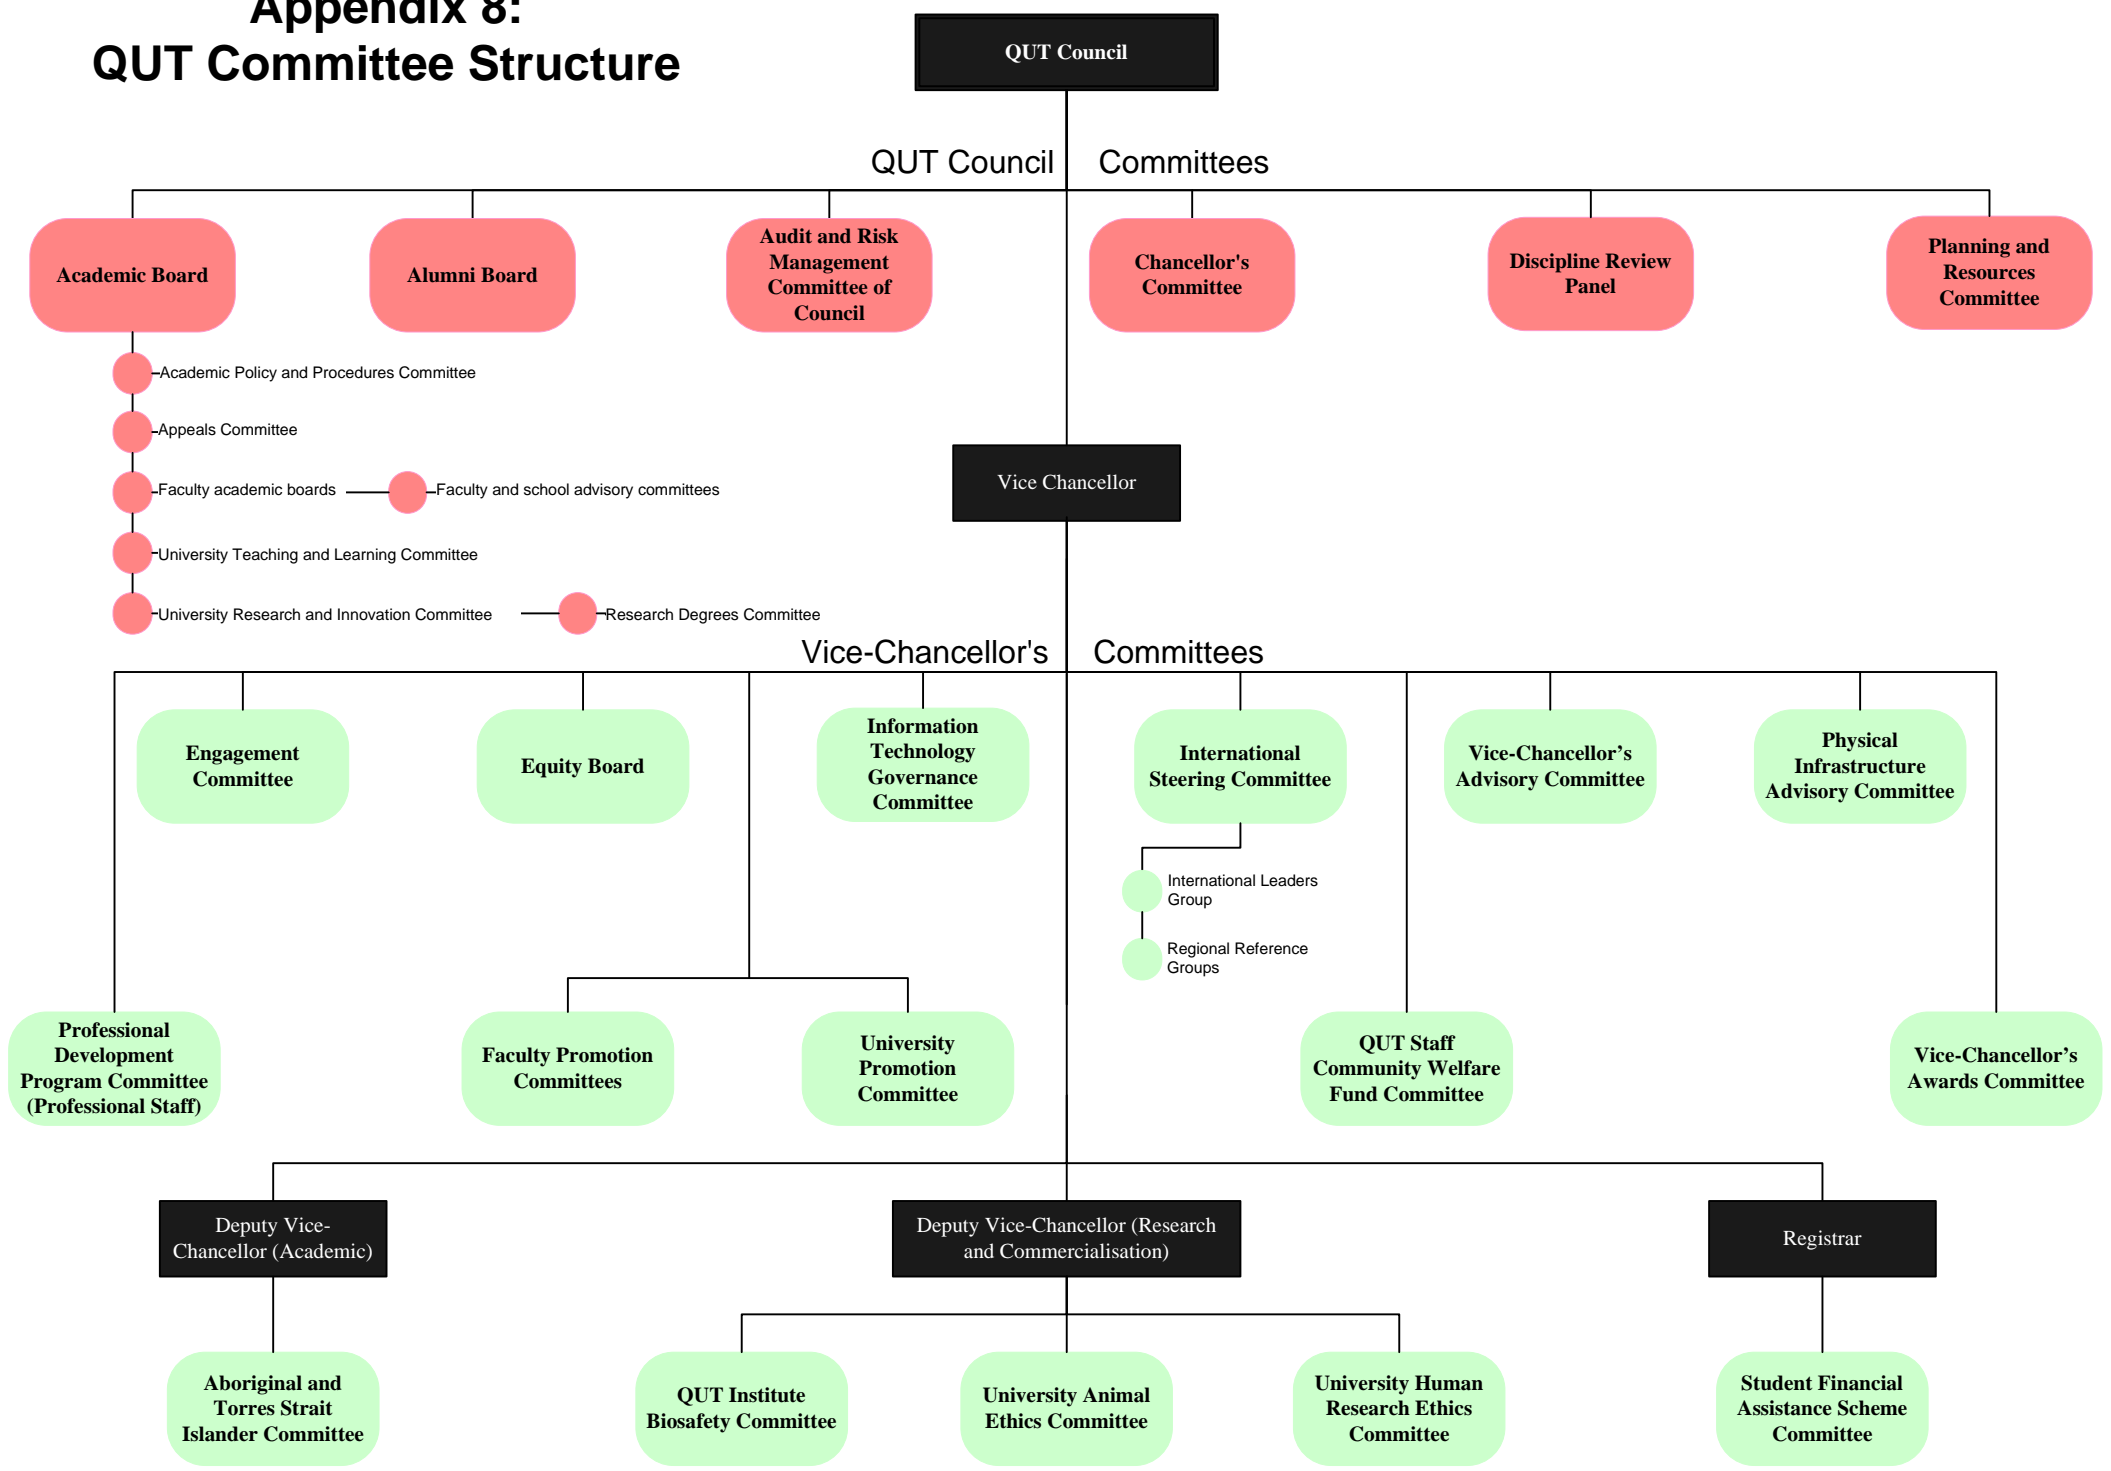 Appendix 8:
QUT Committee Structure
QUT Council
QUT Council Committees
Academic Board
Alumni Board
Audit and Risk
Management
Committee of
Council
Chancellor's
Committee
Discipline Review
Panel
Planning and
Resources
Committee
Academic Policy and Procedures Committee
Appeals Committee
Faculty academic boards
Faculty and school advisory committees
University Teaching and Learning Committee
University Research and Innovation Committee
Research Degrees Committee
Vice Chancellor
Vice-Chancellor's Committees
Engagement
Committee
Equity Board
Information
Technology
Governance
Committee
International
Steering Committee
Vice-Chancellor’s
Advisory Committee
Physical
Infrastructure
Advisory Committee
International Leaders
Group
Regional Reference
Groups
Professional
Development
Program Committee
(Professional Staff)
Faculty Promotion
Committees
University
Promotion
Committee
QUT Staff
Community Welfare
Fund Committee
Vice-Chancellor’s
Awards Committee
Deputy Vice-
Chancellor (Academic)
Deputy Vice-Chancellor (Research
and Commercialisation)
Registrar
Aboriginal and
Torres Strait
Islander Committee
QUT Institute
Biosafety Committee
University Animal
Ethics Committee
University Human
Research Ethics
Committee
Student Financial
Assistance Scheme
Committee